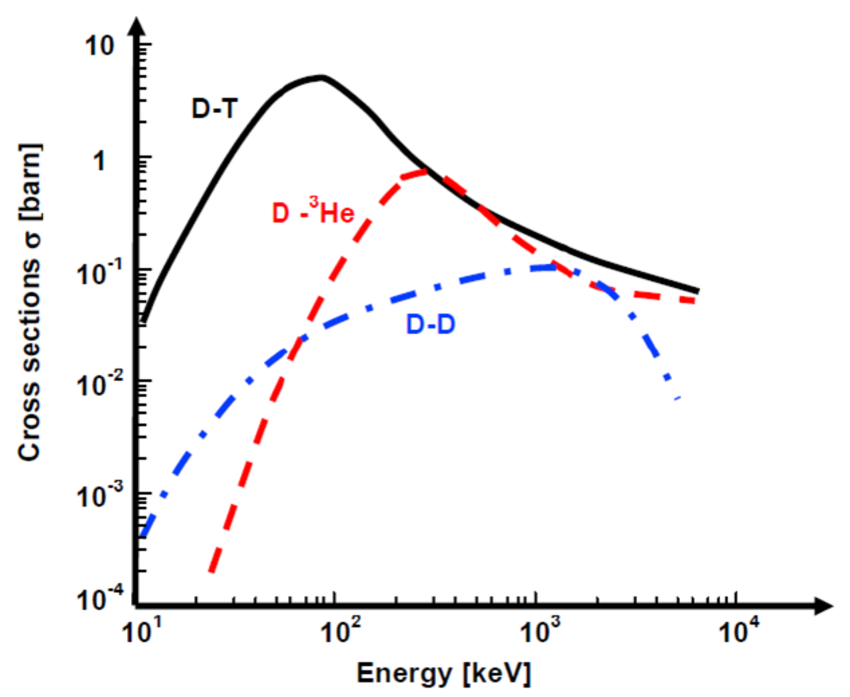 10
D-T
1
D -³He
10⁻¹
D-D
10⁻²
10⁻³
10⁻⁴
10¹
10²
10³
10⁴
Cross sections σ [barn]
Energy [keV]